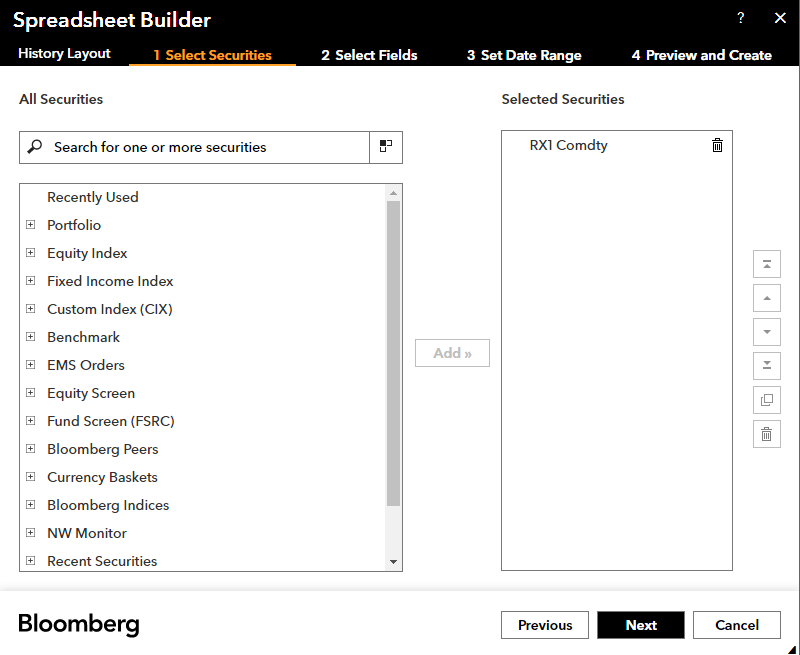 Spreadsheet Builder
?
History Layout
1 Select Securities
2 Select Fields
3 Set Date Range
4 Preview and Create
All Securities
Search for one or more securities
Recently Used
Portfolio
Equity Index
Fixed Income Index
Custom Index (CIX)
Benchmark
EMS Orders
Equity Screen
Fund Screen (FSRC)
Bloomberg Peers
Currency Baskets
Bloomberg Indices
NW Monitor
Recent Securities
Add »
Selected Securities
RX1 Comdty
Bloomberg
Previous
Next
Cancel